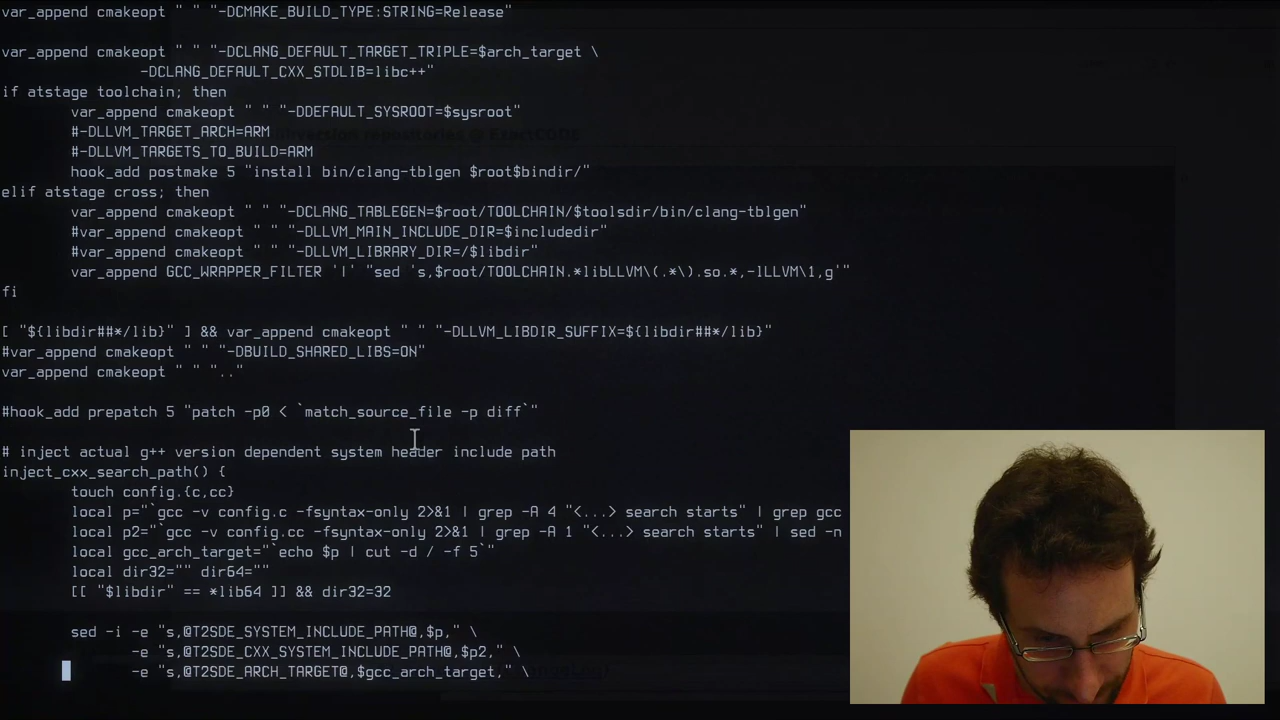 var_append cmakeopt " " "-DCMAKE_BUILD_TYPE:STRING=Release"
var_append cmakeopt " " "-DCLANG_DEFAULT_TARGET_TRIPLE=$arch_target \
-DCLANG_DEFAULT_CXX_STDLIB=libc++"
if atstage toolchain; then
var_append cmakeopt " " "-DDEFAULT_SYSROOT=$sysroot"
#-DLLVM_TARGET_ARCH=ARM
#-DLLVM_TARGETS_TO_BUILD=ARM
hook_add postmake 5 "install bin/clang-tblgen $root$bindir/"
elif atstage cross; then
var_append cmakeopt " " "-DCLANG_TABLEGEN=$root/TOOLCHAIN/$toolsdir/bin/clang-tblgen"
#var_append cmakeopt " " "-DLLVM_MAIN_INCLUDE_DIR=$includedir"
#var_append cmakeopt " " "-DLLVM_LIBRARY_DIR=/$libdir"
var_append GCC_WRAPPER_FILTER '|' "sed 's,$root/TOOLCHAIN.*libLLVM\(.*\).so.*,-lLLVM\1,g'"
fi
[ "${libdir##*/lib}" ] && var_append cmakeopt " " "-DLLVM_LIBDIR_SUFFIX=${libdir##*/lib}"
#var_append cmakeopt " " "-DBUILD_SHARED_LIBS=ON"
var_append cmakeopt " " ".."
#hook_add prepatch 5 "patch -p0 < `match_source_file -p diff`"
# inject actual g++ version dependent system header include path
inject_cxx_search_path() {
touch config.{c,cc}
local p="`gcc -v config.c -fsyntax-only 2>&1 | grep -A 4 "<...> search starts" | grep gcc
local p2="`gcc -v config.cc -fsyntax-only 2>&1 | grep -A 1 "<...> search starts" | sed -n
local gcc_arch_target="`echo $p | cut -d / -f 5`"
local dir32="" dir64=""
[[ "$libdir" == *lib64 ]] && dir32=32
sed -i -e "s,@T2SDE_SYSTEM_INCLUDE_PATH@,$p," \
-e "s,@T2SDE_CXX_SYSTEM_INCLUDE_PATH@,$p2," \
-e "s,@T2SDE_ARCH_TARGET@,$gcc_arch_target," \